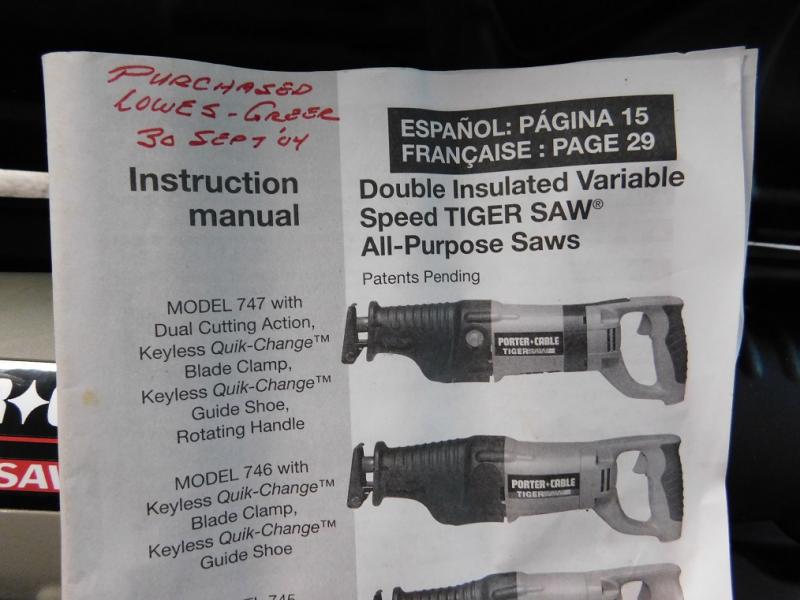 PURCHASED
LOWES - GREER
30 SEPT '04
ESPAÑOL: PÁGINA 15
FRANÇAISE : PAGE 29
Instruction
manual
Double Insulated Variable
Speed TIGER SAW®
All-Purpose Saws
Patents Pending
MODEL 747 with
Dual Cutting Action,
Keyless Quik-Change™
Blade Clamp,
Keyless Quik-Change™
Guide Shoe,
Rotating Handle
PORTER+CABLE
TIGERSAW
MODEL 746 with
Keyless Quik-Change™
Blade Clamp,
Keyless Quik-Change™
Guide Shoe
PORTER+CABLE
TIGERSAW
SAW